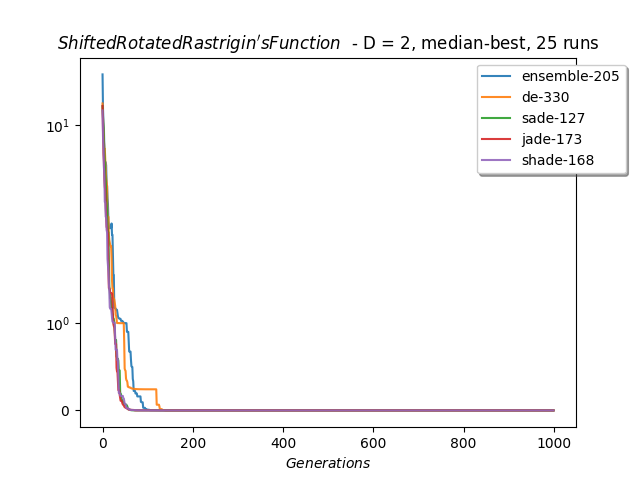 ShiftedRotatedRastrigin'sFunction - D = 2, median-best, 25 runs
ensemble-205
de-330
sade-127
jade-173
shade-168
10¹
10⁰
0
0 200 400 600 800 1000
Generations